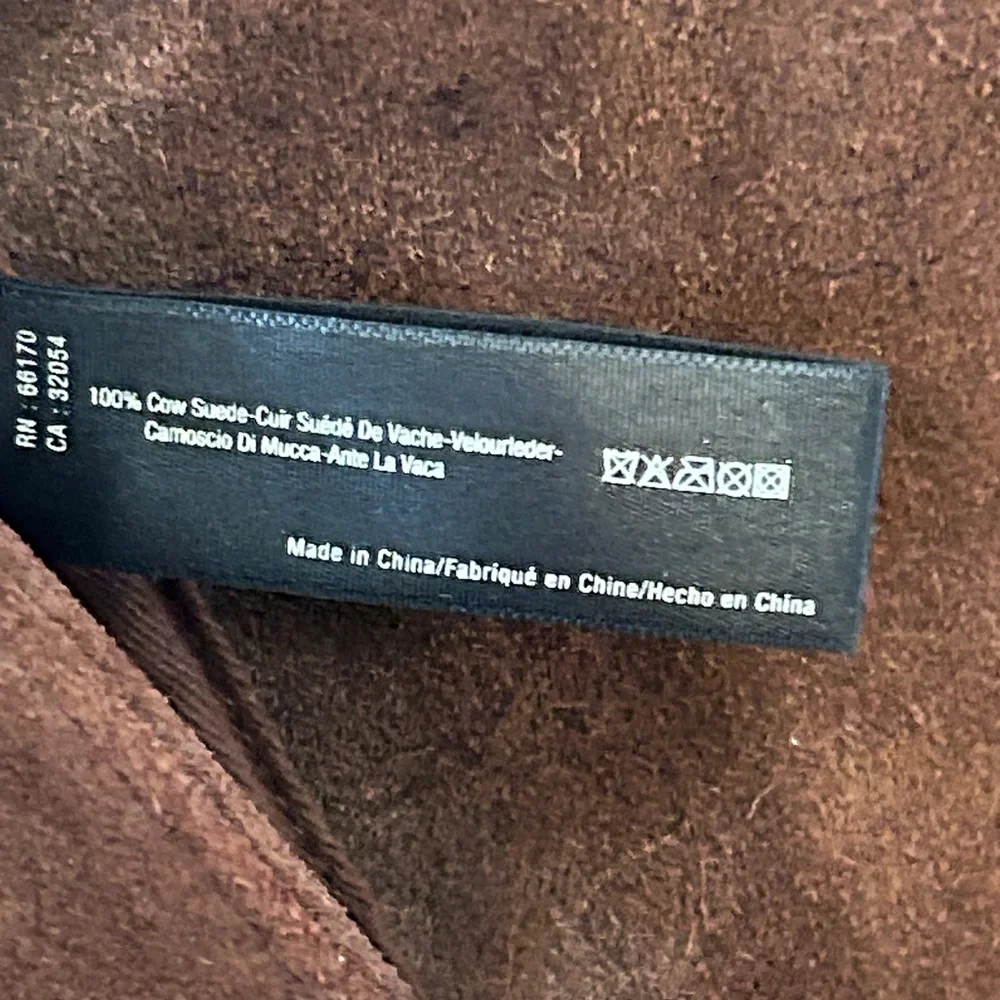 RN : 66170
CA : 32054
100% Cow Suede-Cuir Suédé De Vache-Velourleder-
Camoscio Di Mucca-Ante La Vaca
Made in China/Fabriqué en Chine/Hecho en China